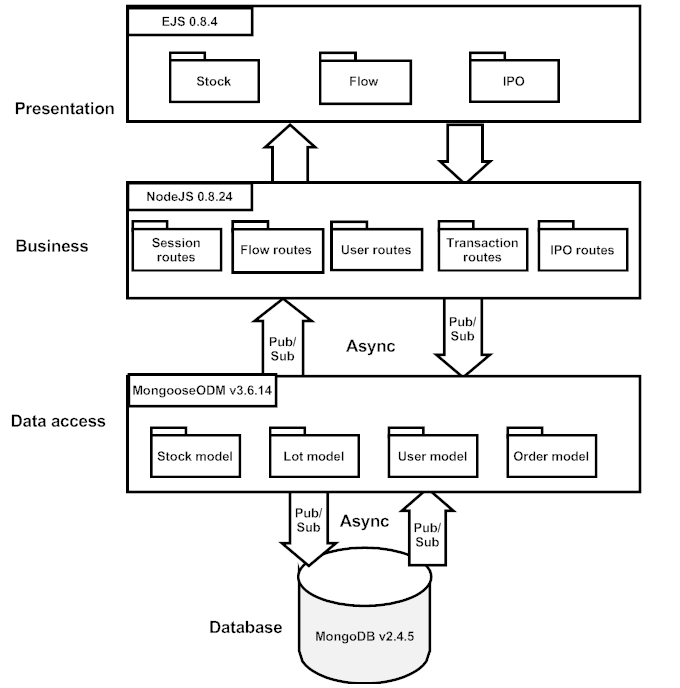 EJS 0.8.4
Stock
Flow
IPO
Presentation
NodeJS 0.8.24
Session
routes
Flow routes
User routes
Transaction
routes
IPO routes
Business
Pub/
Sub
Async
Pub/
Sub
MongooseODM v3.6.14
Data access
Stock model
Lot model
User model
Order model
Pub/
Sub
Async
Pub/
Sub
Database
MongoDB v2.4.5